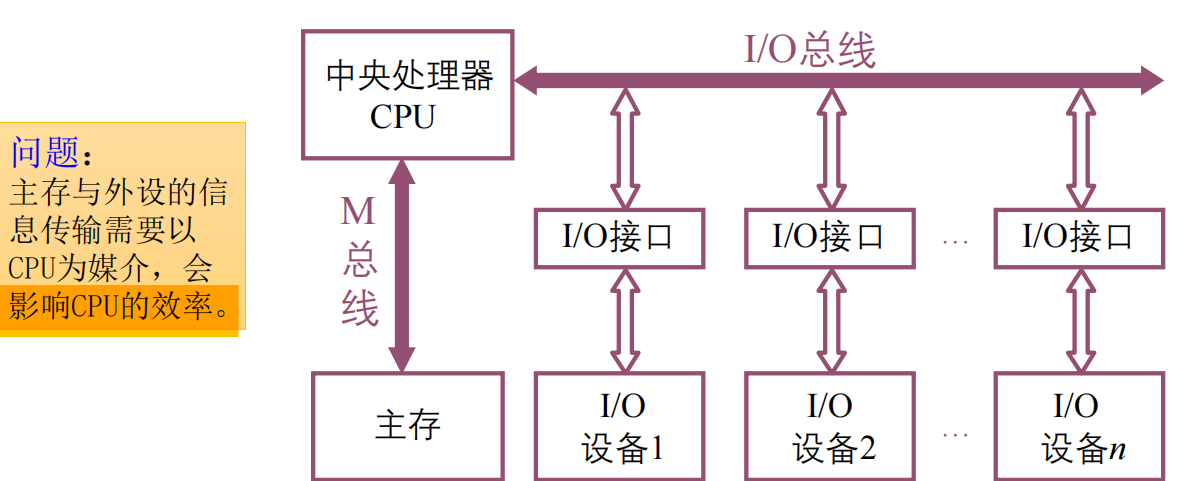 I/O总线
中央处理器
CPU
问题：
主存与外设的信
息传输需要以
CPU为媒介，会
影响CPU的效率。
M
总
线
I/O接口
I/O接口
…
I/O接口
主存
I/O
设备1
I/O
设备2
…
I/O
设备n